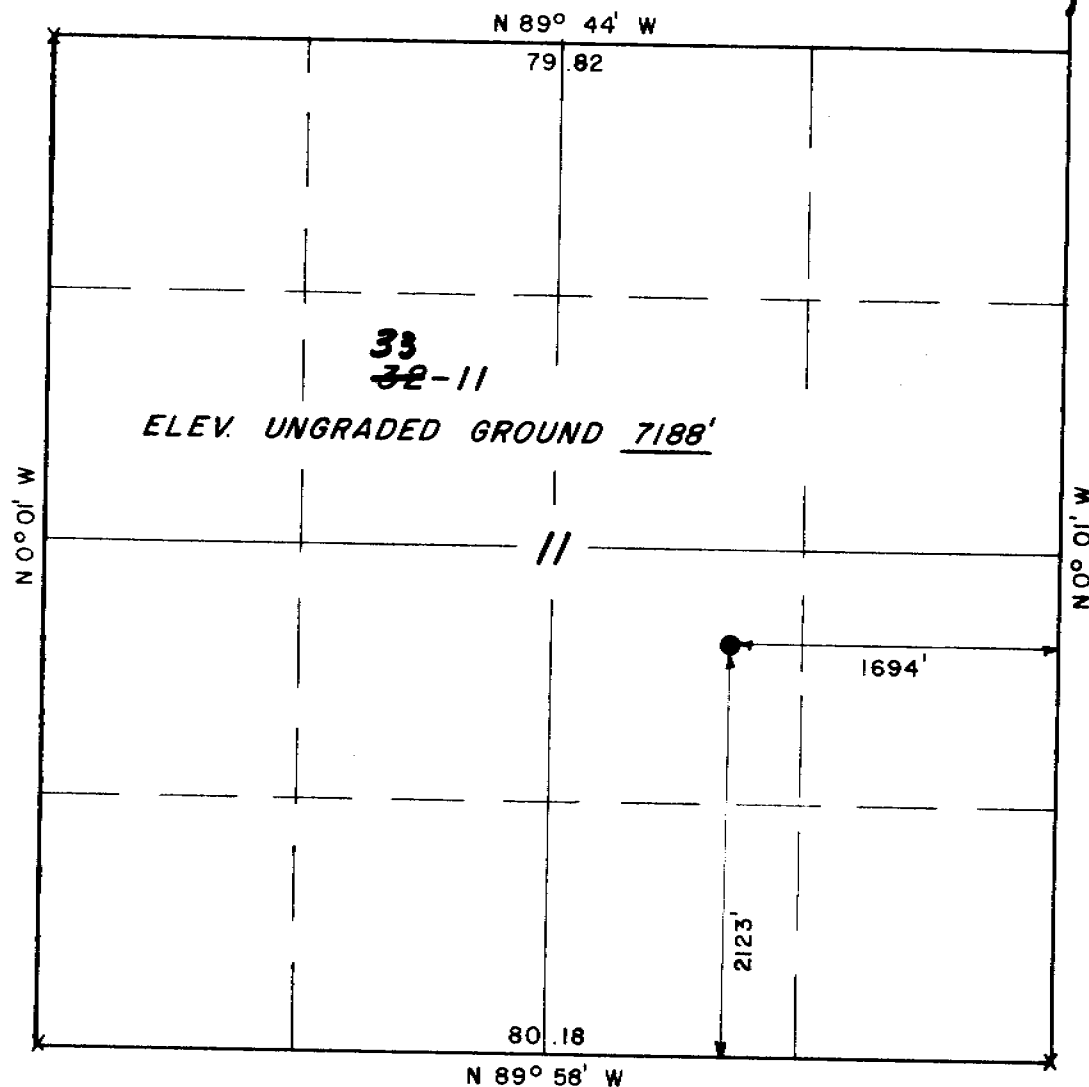 N 89° 44' W
79.82
33
32-11
ELEV. UNGRADED GROUND 7188'
N 0° 01' W
N 0° 01' W
11
1694'
2123'
80.18
N 89° 58' W